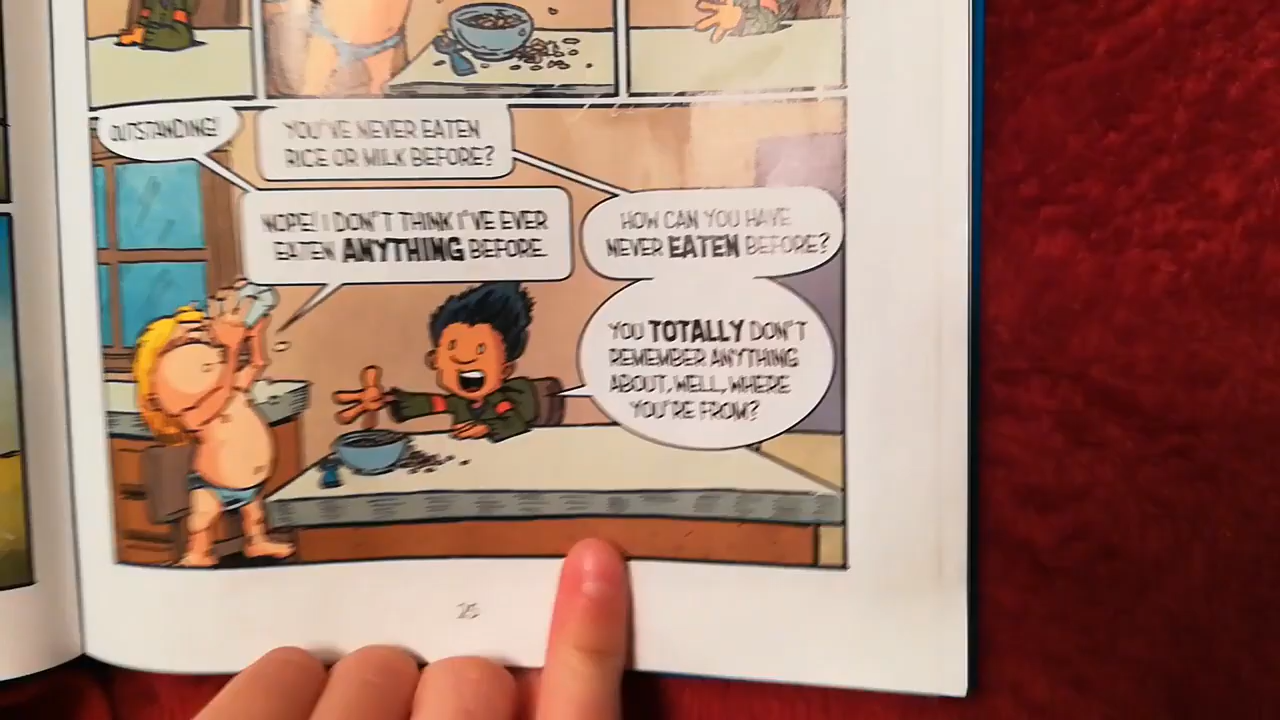 OUTSTANDING!
YOU'VE NEVER EATEN
RICE OR MILK BEFORE?
NOPE! I DON'T THINK I'VE EVER
EATEN ANYTHING BEFORE.
HOW CAN YOU HAVE
NEVER EATEN BEFORE?
YOU TOTALLY DON'T
REMEMBER ANYTHING
ABOUT, WELL, WHERE
YOU'RE FROM?
25